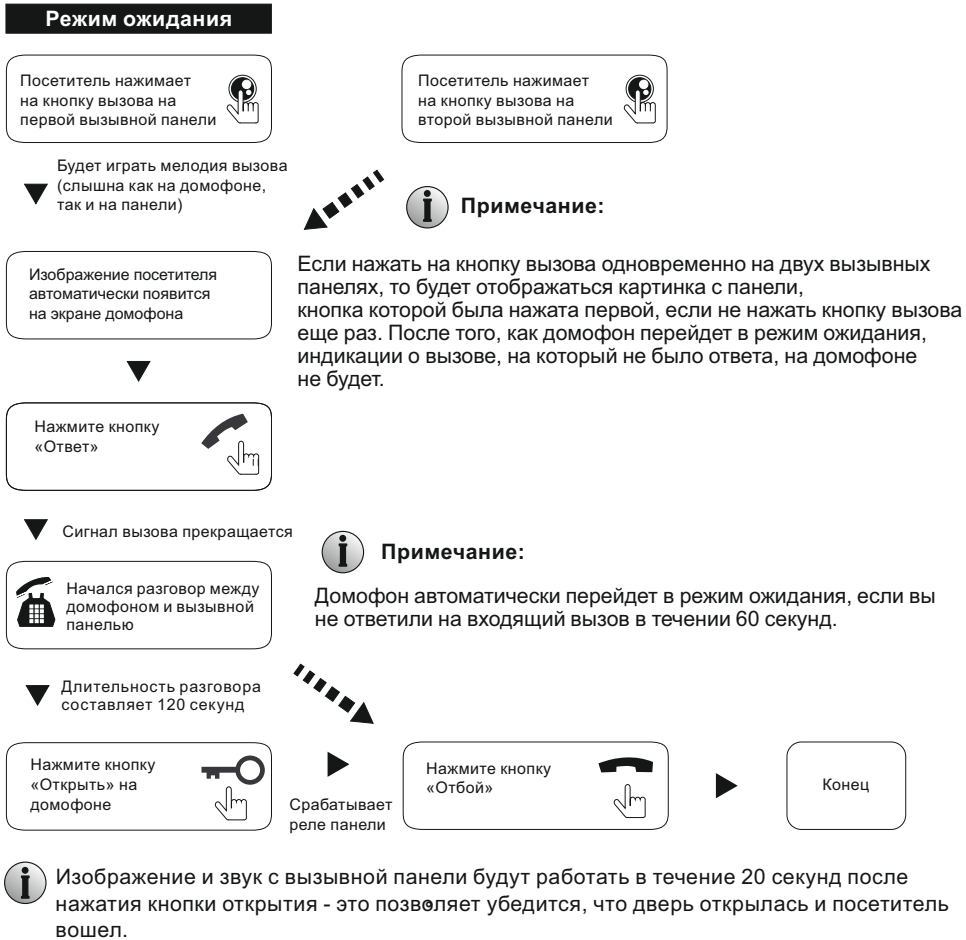 Режим ожидания
Посетитель нажимает
на кнопку вызова на
первой вызывной панели
Посетитель нажимает
на кнопку вызова на
второй вызывной панели
Будет играть мелодия вызова
(слышна как на домофоне,
так и на панели)
Примечание:
Изображение посетителя
автоматически появится
на экране домофона
Если нажать на кнопку вызова одновременно на двух вызывных
панелях, то будет отображаться картинка с панели,
кнопка которой была нажата первой, если не нажать кнопку вызова
еще раз. После того, как домофон перейдет в режим ожидания,
индикации о вызове, на который не было ответа, на домофоне
не будет.
Нажмите кнопку
«Ответ»
Сигнал вызова прекращается
Примечание:
Начался разговор между
домофоном и вызывной
панелью
Домофон автоматически перейдет в режим ожидания, если вы
не ответили на входящий вызов в течении 60 секунд.
Длительность разговора
составляет 120 секунд
Нажмите кнопку
«Открыть» на
домофоне
Срабатывает
реле панели
Нажмите кнопку
«Отбой»
Конец
Изображение и звук с вызывной панели будут работать в течение 20 секунд после
нажатия кнопки открытия - это позволяет убедится, что дверь открылась и посетитель
вошел.